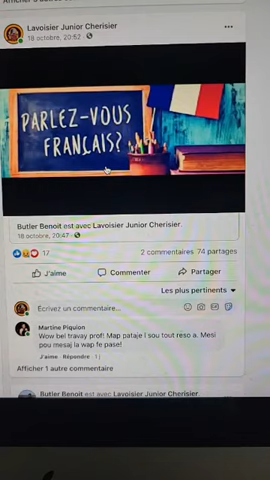 Lavoisier Junior Cherisier
18 octobre, 20:52
PARLEZ-VOUS
FRANÇAIS?
Butler Benoit est avec Lavoisier Junior Cherisier.
18 octobre, 20:47
17
2 commentaires 74 partages
J'aime
Commenter
Partager
Les plus pertinents
Écrivez un commentaire...
GIF
Martine Piquion
Wow bel travay prof! Map pataje l sou tout reso a. Mesi
pou mesaj la wap fe pase!
J'aime Répondre 1 j
Afficher 1 autre commentaire
Butler Benoit est avec Lavoisier Junior Cherisier.